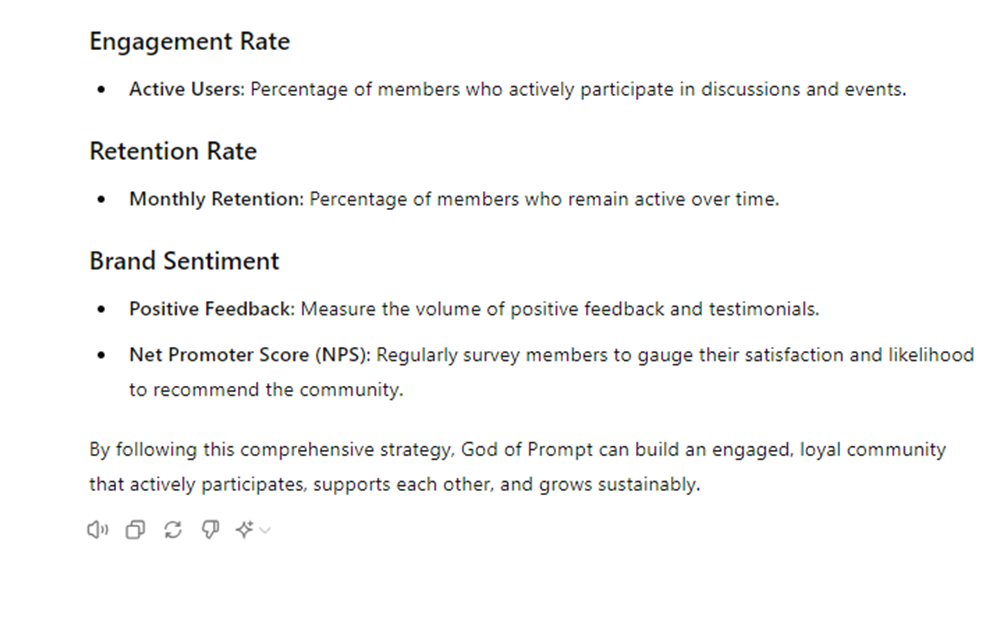 Engagement Rate
• Active Users: Percentage of members who actively participate in discussions and events.
Retention Rate
• Monthly Retention: Percentage of members who remain active over time.
Brand Sentiment
• Positive Feedback: Measure the volume of positive feedback and testimonials.
• Net Promoter Score (NPS): Regularly survey members to gauge their satisfaction and likelihood
to recommend the community.
By following this comprehensive strategy, God of Prompt can build an engaged, loyal community
that actively participates, supports each other, and grows sustainably.